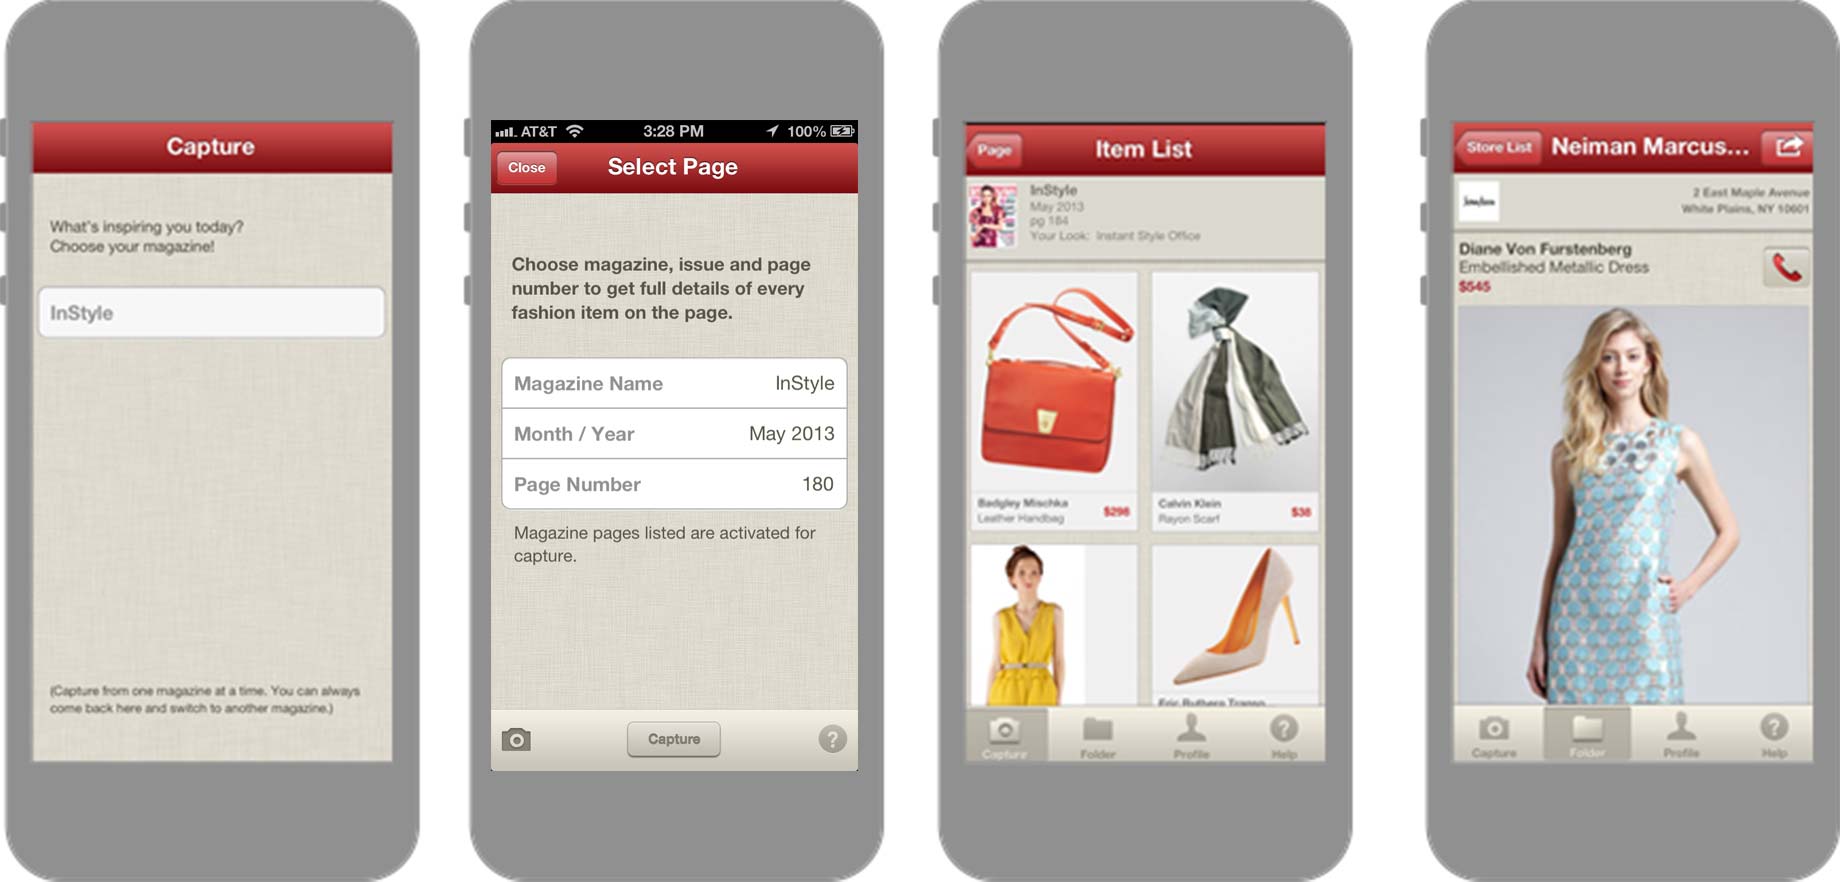 Capture
What's inspiring you today?
Choose your magazine!
InStyle
(Capture from one magazine at a time. You can always
come back here and switch to another magazine.)
AT&T 3:28 PM 100%
Close Select Page
Choose magazine, issue and page
number to get full details of every
fashion item on the page.
Magazine Name InStyle
Month / Year May 2013
Page Number 180
Magazine pages listed are activated for
capture.
Capture ?
Page Item List
InStyle
May 2013
pg 184
Your Look: Instant Style Office
Badgley Mischka
Leather Handbag $298
Calvin Klein
Rayon Scarf $38
Capture Folder Profile Help
Store List Neiman Marcus...
2 East Maple Avenue
White Plains, NY 10601
Diane Von Furstenberg
Embellished Metallic Dress
$545
Capture Folder Profile Help